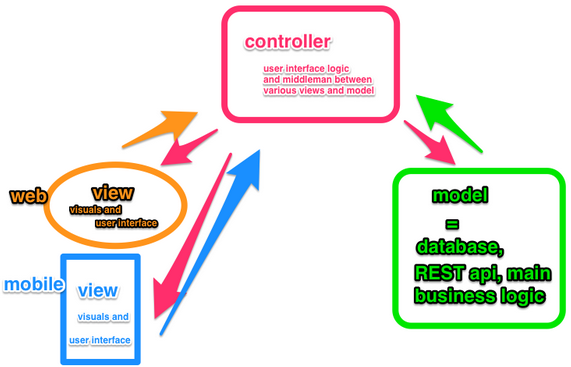 controller
user interface logic
and middleman between
various views and model
web
view
visuals and
user interface
mobile
view
visuals and
user interface
model
=
database,
REST api, main
business logic